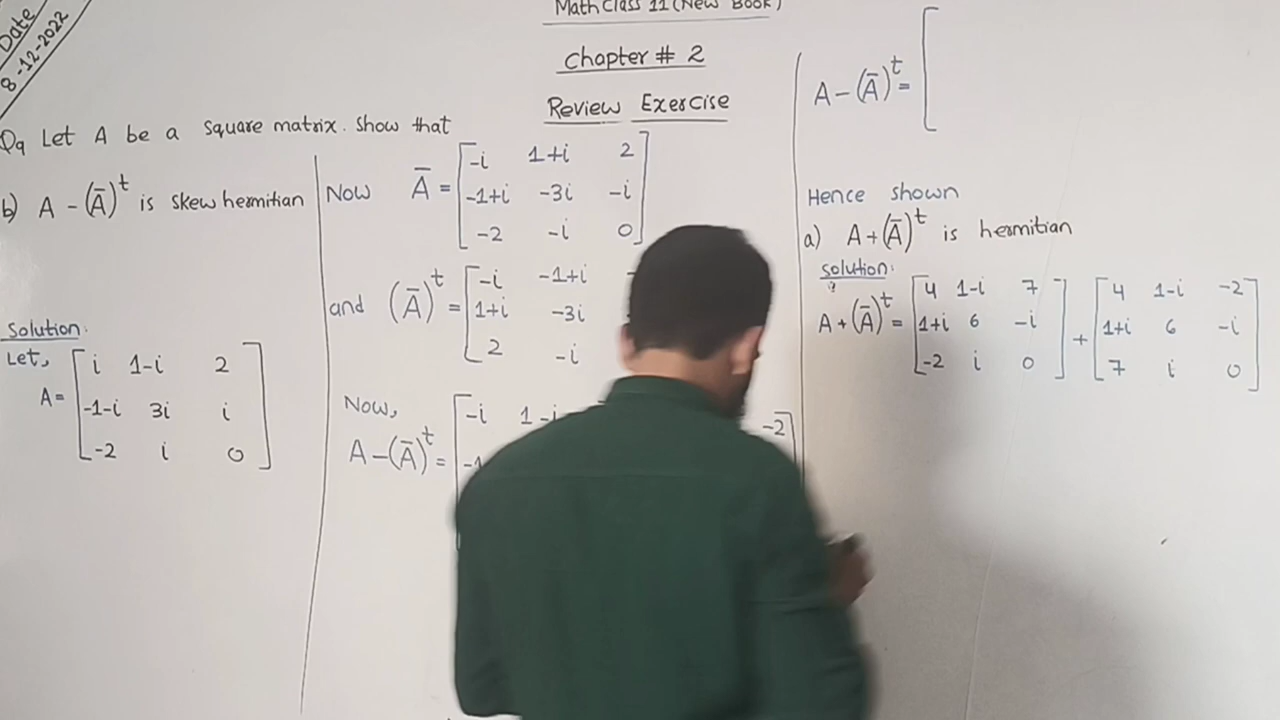 Date
8-12-2022
Math Class 11 (New Book)
Chapter # 2
Review Exercise
Q9 Let A be a square matrix. Show that
b) A - (Ā)^t is skew hermitian
Solution:
Let,
A = [ i 1-i 2
-1-i 3i i
-2 i 0 ]
Now Ā = [ -i 1+i 2
-1+i -3i -i
-2 -i 0 ]
and (Ā)^t = [ -i -1+i
1+i -3i
2 -i
Now,
A - (Ā)^t = [ -i 1-i
-2 ]
A - (Ā)^t = [
Hence shown
a) A + (Ā)^t is hermitian
Solution:
A + (Ā)^t = [ 4 1-i 7 ] + [ 4 1-i -2 ]
1+i 6 -i 1+i 6 -i
-2 i 0 7 i 0